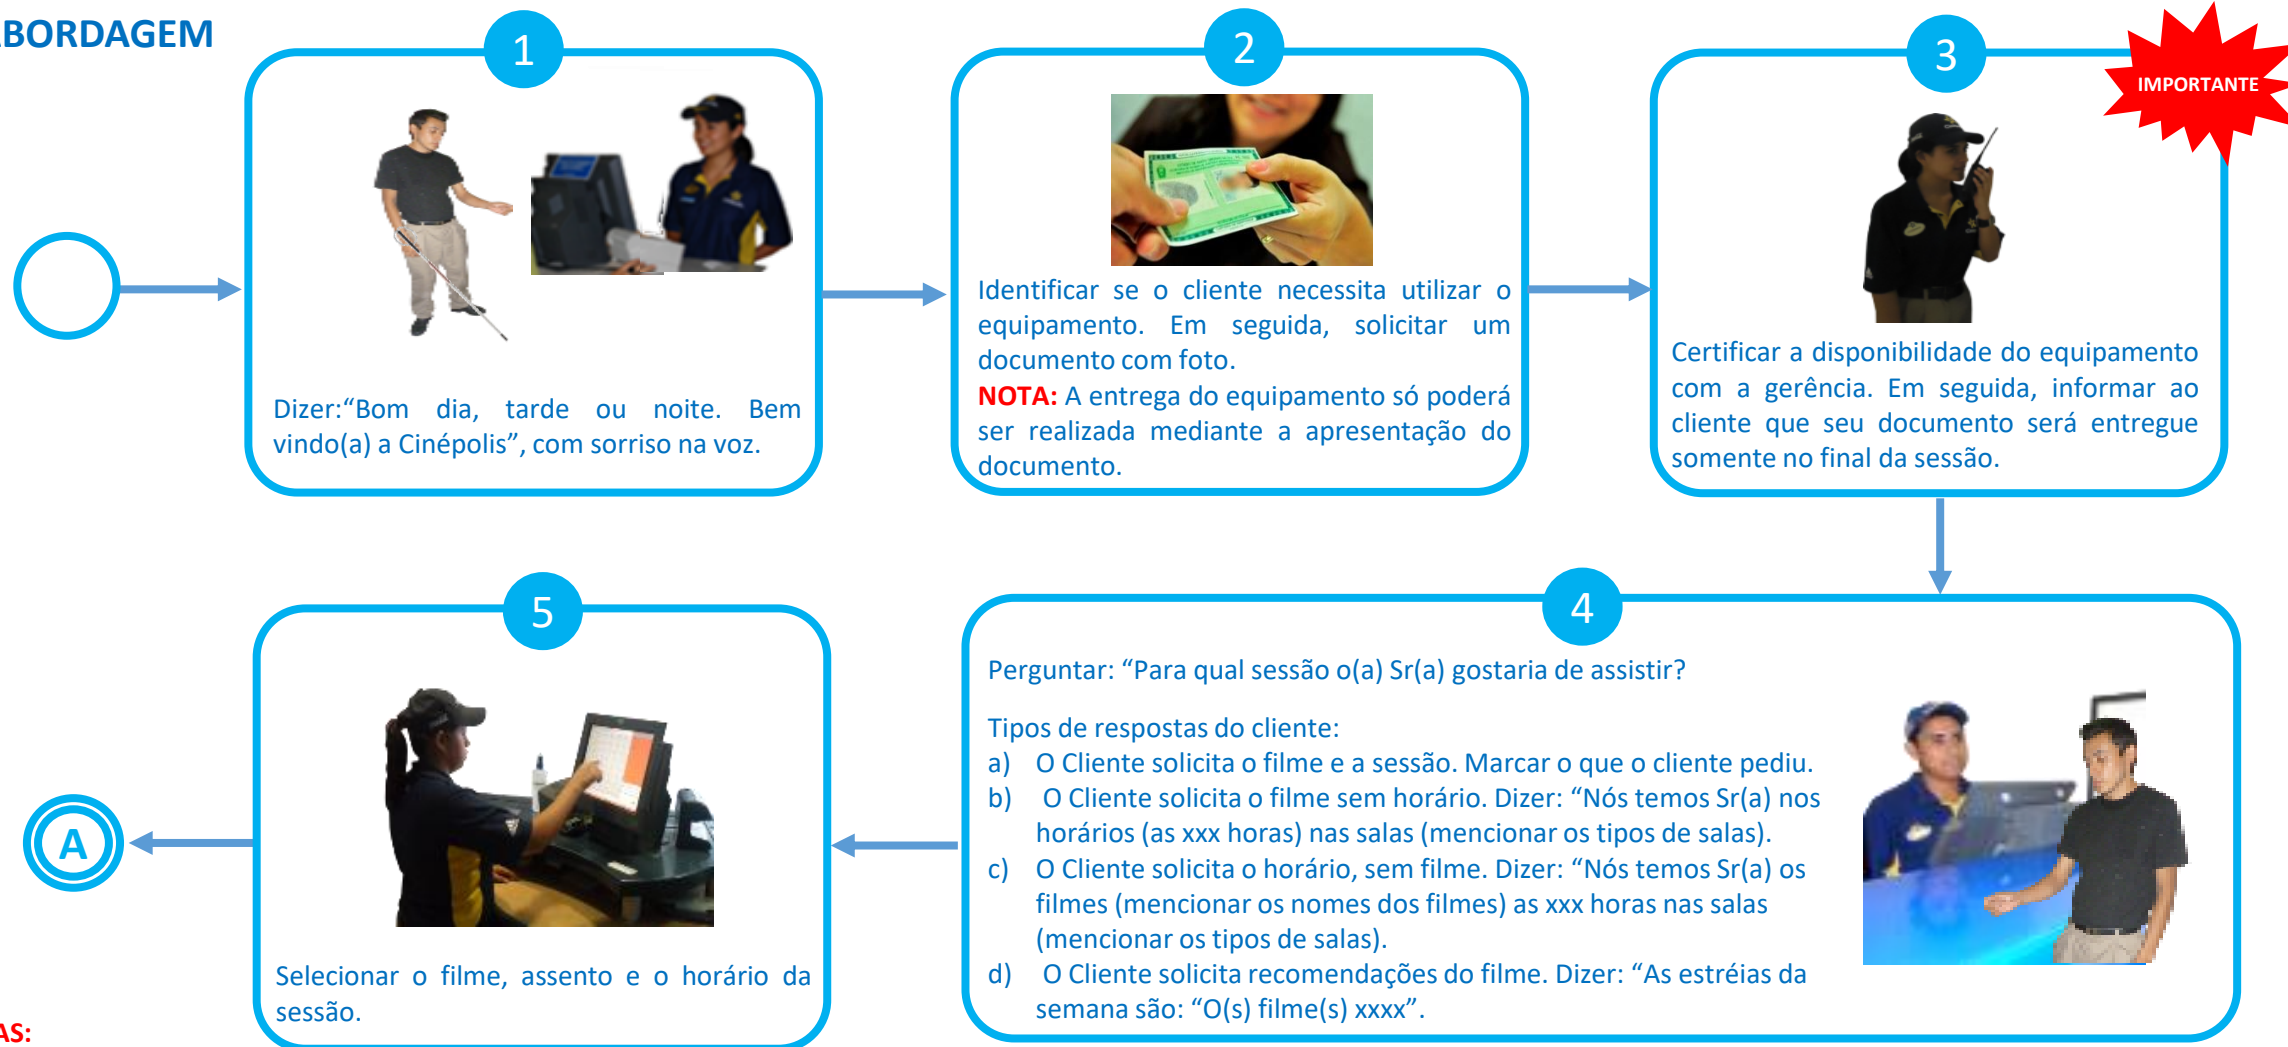 BORDAGEM
1
2
3
IMPORTANTE
Dizer:“Bom dia, tarde ou noite. Bem
vindo(a) a Cinépolis”, com sorriso na voz.
Identificar se o cliente necessita utilizar o
equipamento. Em seguida, solicitar um
documento com foto.
NOTA: A entrega do equipamento só poderá
ser realizada mediante a apresentação do
documento.
Certificar a disponibilidade do equipamento
com a gerência. Em seguida, informar ao
cliente que seu documento será entregue
somente no final da sessão.
4
Perguntar: “Para qual sessão o(a) Sr(a) gostaria de assistir?
Tipos de respostas do cliente:
a) O Cliente solicita o filme e a sessão. Marcar o que o cliente pediu.
b) O Cliente solicita o filme sem horário. Dizer: “Nós temos Sr(a) nos
horários (as xxx horas) nas salas (mencionar os tipos de salas).
c) O Cliente solicita o horário, sem filme. Dizer: “Nós temos Sr(a) os
filmes (mencionar os nomes dos filmes) as xxx horas nas salas
(mencionar os tipos de salas).
d) O Cliente solicita recomendações do filme. Dizer: “As estréias da
semana são: “O(s) filme(s) xxxx”.
5
Selecionar o filme, assento e o horário da
sessão.
A
AS: